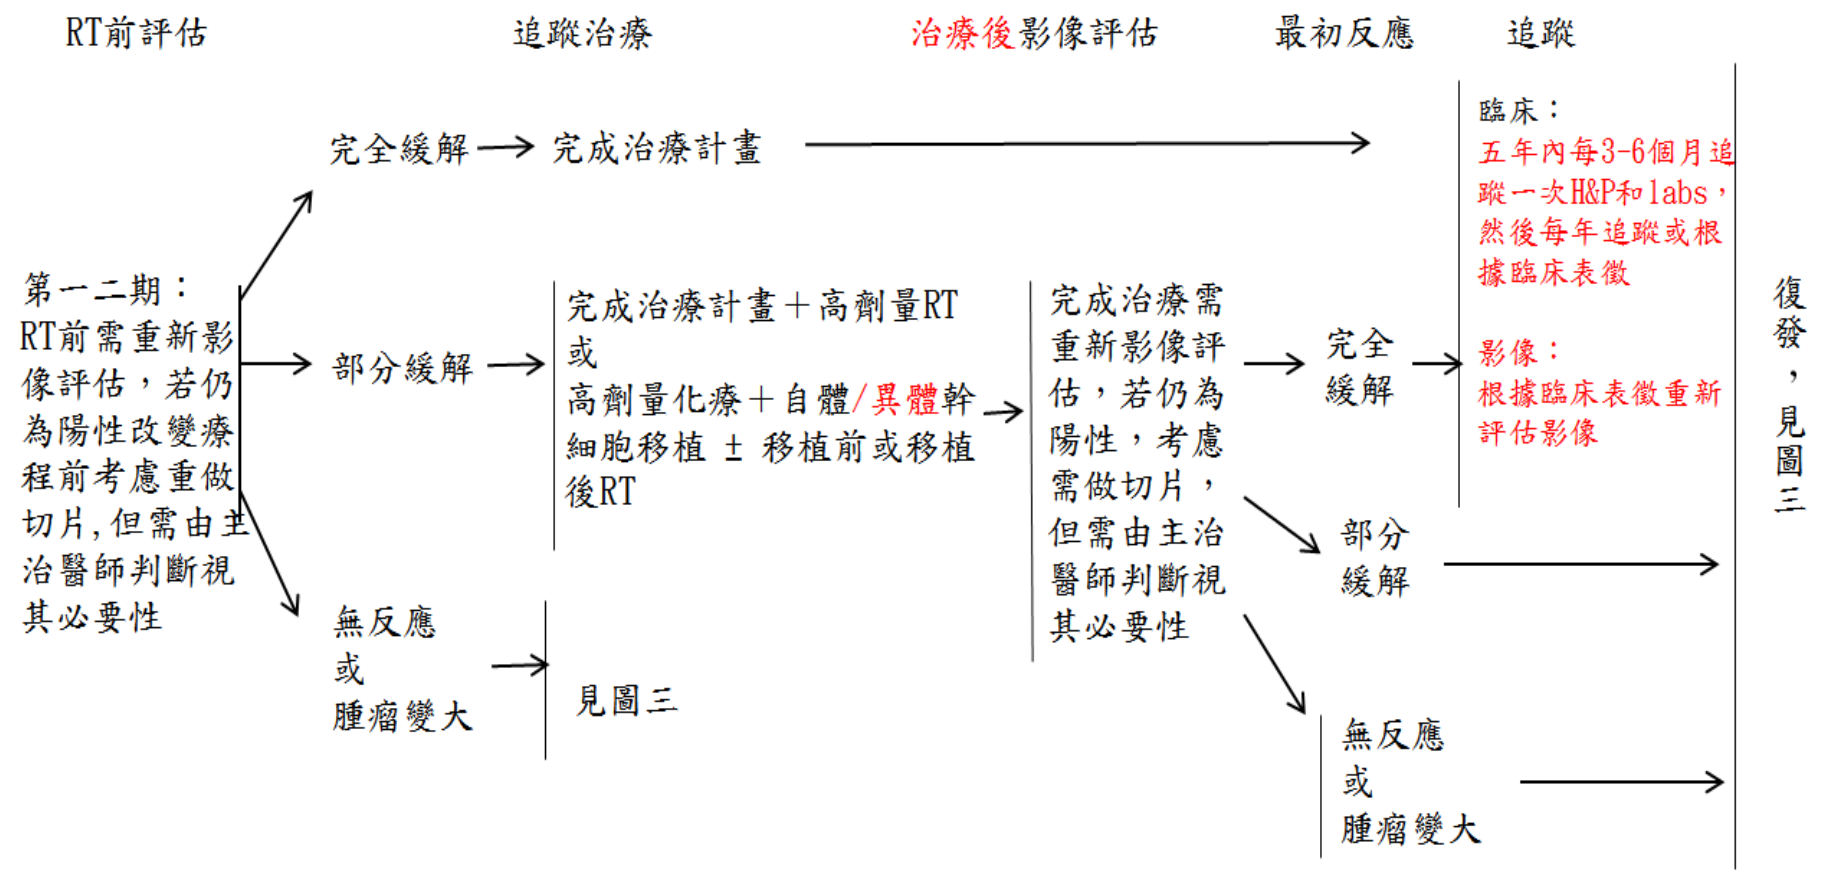 RT前評估
追蹤治療
治療後影像評估
最初反應
追蹤
第一二期：
RT前需重新影
像評估，若仍
為陽性改變療
程前考慮重做
切片,但需由主
治醫師判斷視
其必要性
完全緩解
完成治療計畫
部分緩解
完成治療計畫＋高劑量RT
或
高劑量化療＋自體/異體幹
細胞移植 ± 移植前或移植
後RT
無反應
或
腫瘤變大
見圖三
完成治療需
重新影像評
估，若仍為
陽性，考慮
需做切片，
但需由主治
醫師判斷視
其必要性
完全
緩解
部分
緩解
無反應
或
腫瘤變大
臨床：
五年內每3-6個月追
蹤一次H&P和labs，
然後每年追蹤或根
據臨床表徵
影像：
根據臨床表徵重新
評估影像
復發，見圖三